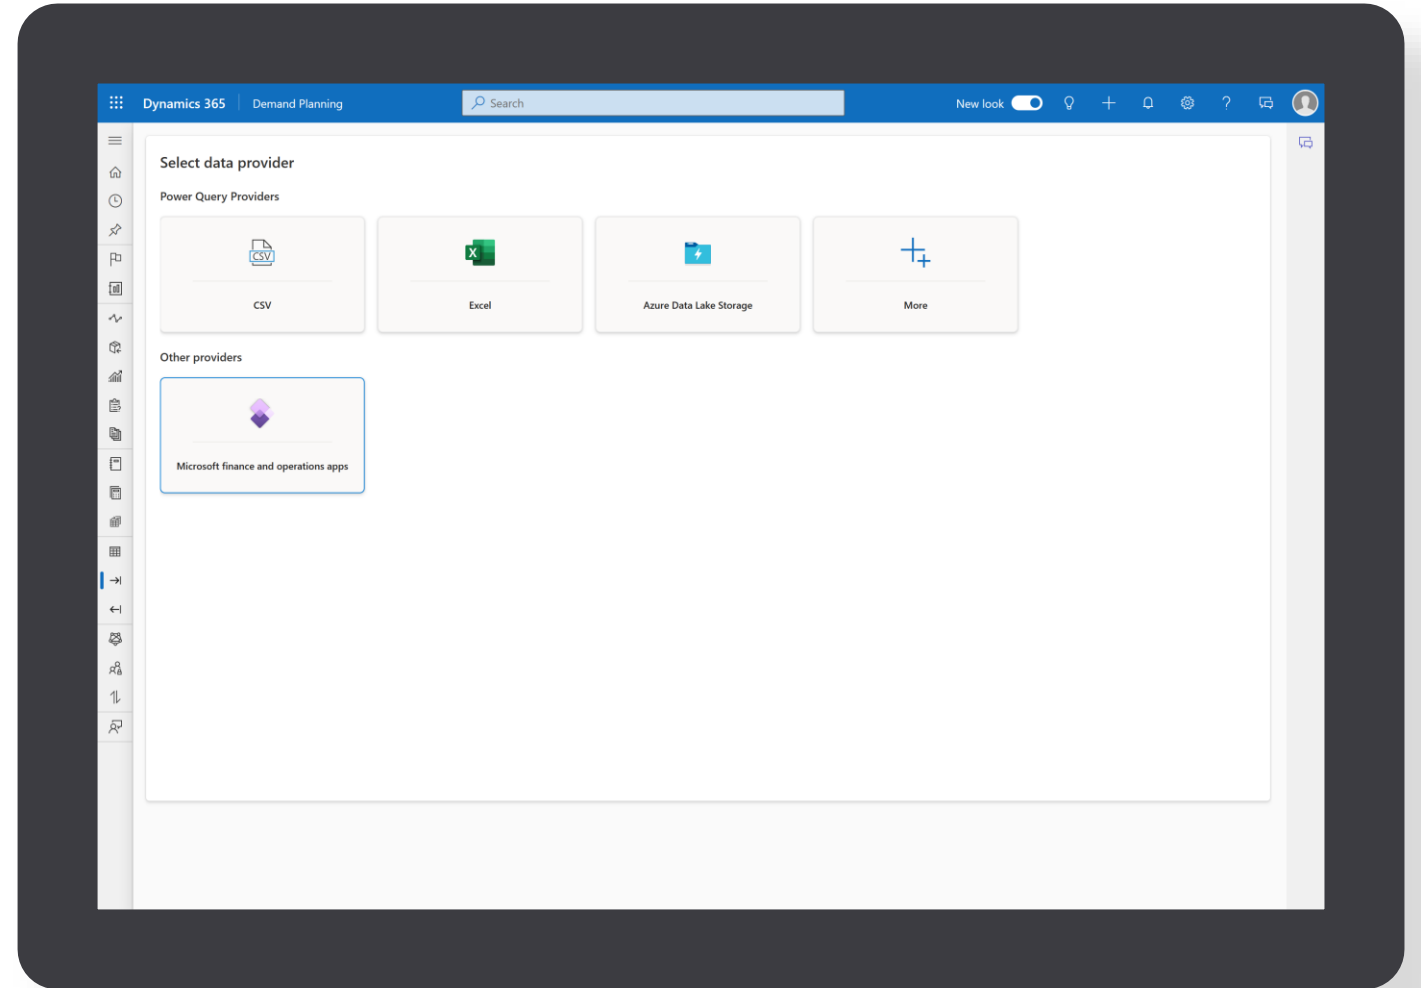 Dynamics 365 Demand Planning Search New look
Select data provider
Power Query Providers
CSV
CSV Excel Azure Data Lake Storage More
Other providers
Microsoft finance and operations apps